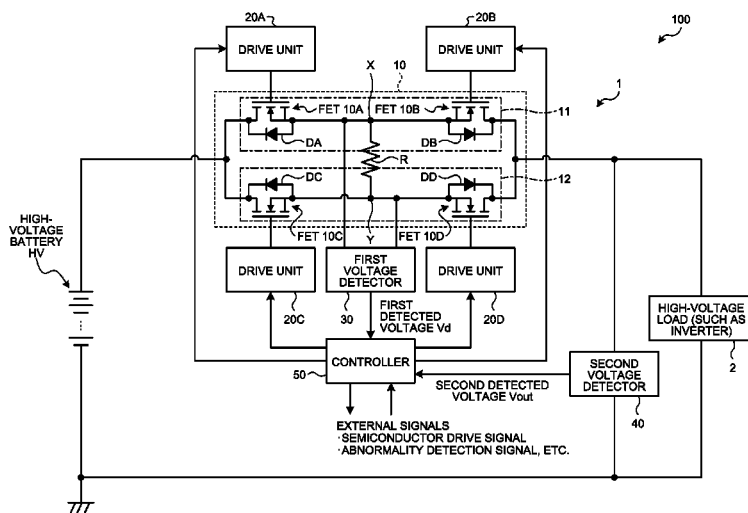 20A
20B
100
DRIVE UNIT
DRIVE UNIT
X
10
1
FET 10A
FET 10B
11
DA
DB
R
DC
DD
12
HIGH-
VOLTAGE
BATTERY
HV
FET 10C
Y
FET 10D
DRIVE UNIT
FIRST
VOLTAGE
DETECTOR
DRIVE UNIT
20C
30
FIRST
DETECTED
VOLTAGE Vd
20D
HIGH-VOLTAGE
LOAD (SUCH AS
INVERTER)
2
CONTROLLER
50
SECOND
VOLTAGE
DETECTOR
40
SECOND DETECTED
VOLTAGE Vout
EXTERNAL SIGNALS
·SEMICONDUCTOR DRIVE SIGNAL
·ABNORMALITY DETECTION SIGNAL, ETC.